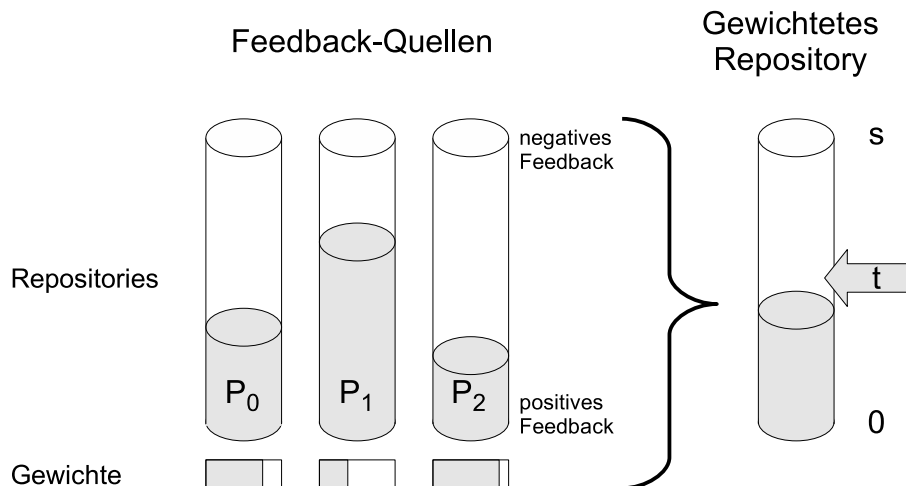 Feedback-Quellen
Gewichtetes
Repository
negatives
Feedback
s
Repositories
t
P0
P1
P2
positives
Feedback
0
Gewichte